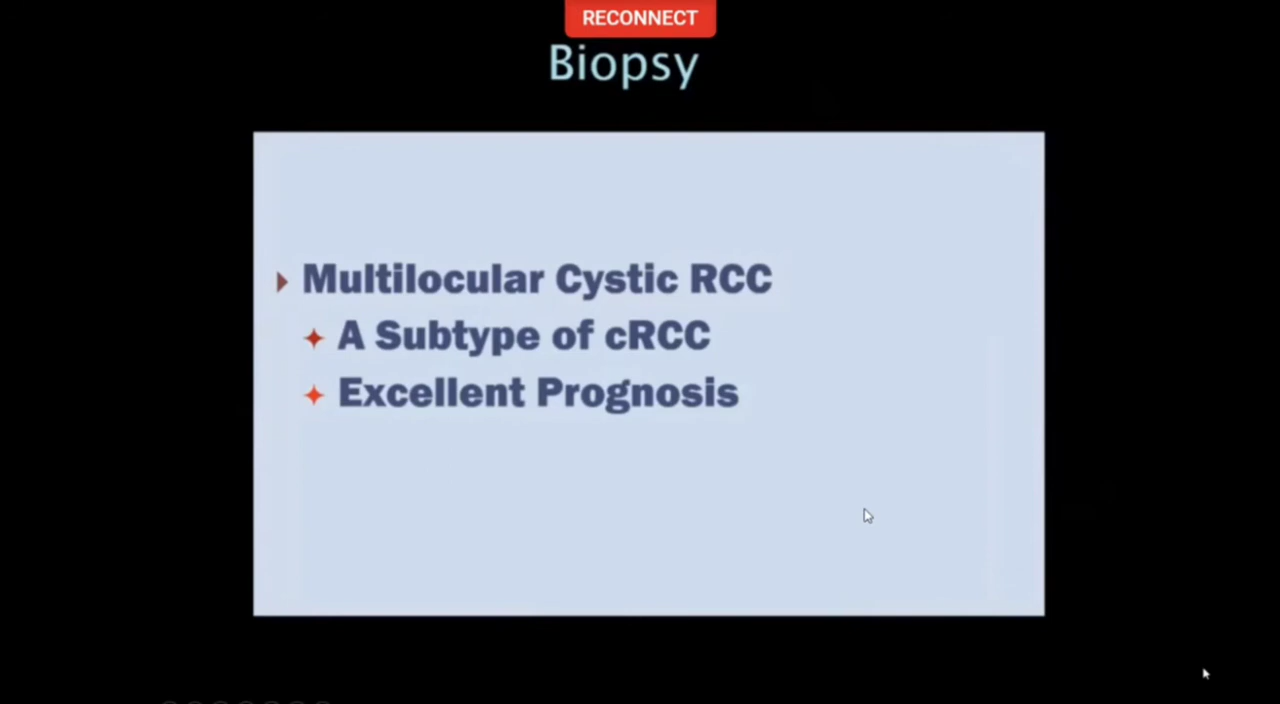 RECONNECT
Biopsy
Multilocular Cystic RCC
A Subtype of cRCC
Excellent Prognosis